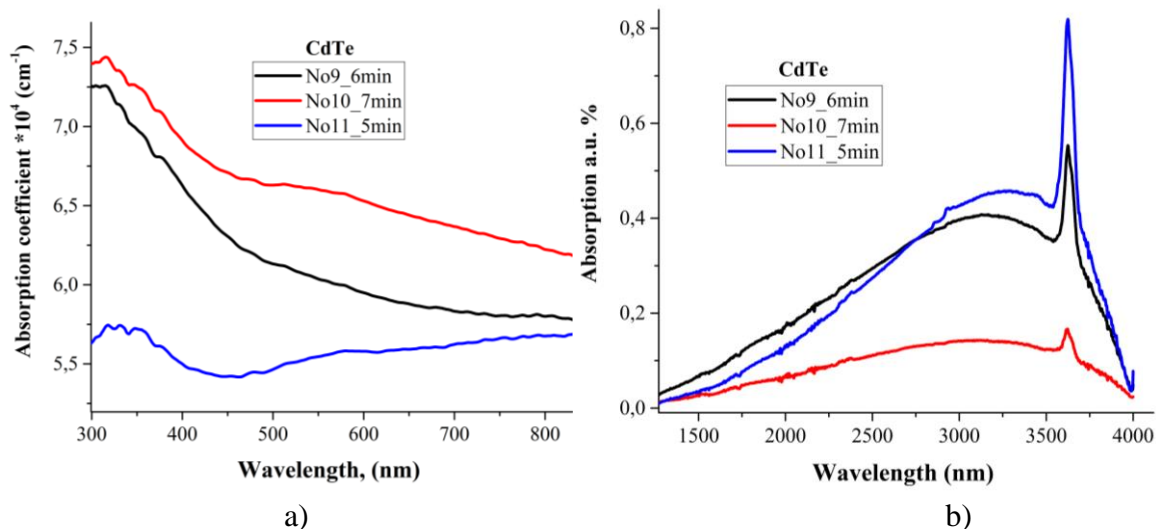 7,5
7,0
6,5
6,0
5,5
Absorption coefficient *10⁴ (cm⁻¹)
CdTe
No9_6min
No10_7min
No11_5min
300 400 500 600 700 800
Wavelength, (nm)
a)
0,8
0,6
0,4
0,2
0,0
Absorption a.u. %
CdTe
No9_6min
No10_7min
No11_5min
1500 2000 2500 3000 3500 4000
Wavelength (nm)
b)